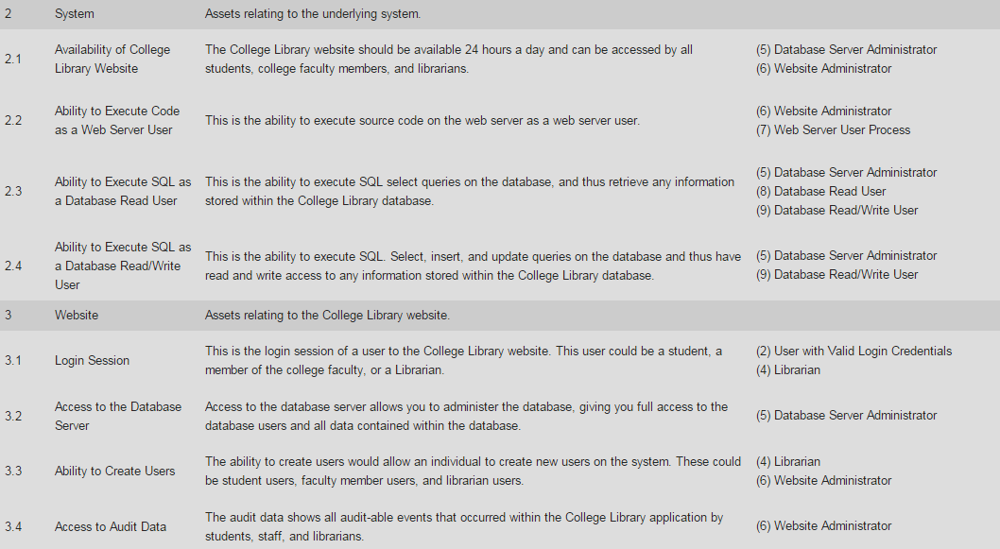 2 System Assets relating to the underlying system.
2.1 Availability of College Library Website The College Library website should be available 24 hours a day and can be accessed by all students, college faculty members, and librarians. (5) Database Server Administrator
(6) Website Administrator
2.2 Ability to Execute Code as a Web Server User This is the ability to execute source code on the web server as a web server user. (6) Website Administrator
(7) Web Server User Process
2.3 Ability to Execute SQL as a Database Read User This is the ability to execute SQL select queries on the database, and thus retrieve any information stored within the College Library database. (5) Database Server Administrator
(8) Database Read User
(9) Database Read/Write User
2.4 Ability to Execute SQL as a Database Read/Write User This is the ability to execute SQL. Select, insert, and update queries on the database and thus have read and write access to any information stored within the College Library database. (5) Database Server Administrator
(9) Database Read/Write User
3 Website Assets relating to the College Library website.
3.1 Login Session This is the login session of a user to the College Library website. This user could be a student, a member of the college faculty, or a Librarian. (2) User with Valid Login Credentials
(4) Librarian
3.2 Access to the Database Server Access to the database server allows you to administer the database, giving you full access to the database users and all data contained within the database. (5) Database Server Administrator
3.3 Ability to Create Users The ability to create users would allow an individual to create new users on the system. These could be student users, faculty member users, and librarian users. (4) Librarian
(6) Website Administrator
3.4 Access to Audit Data The audit data shows all audit-able events that occurred within the College Library application by students, staff, and librarians. (6) Website Administrator